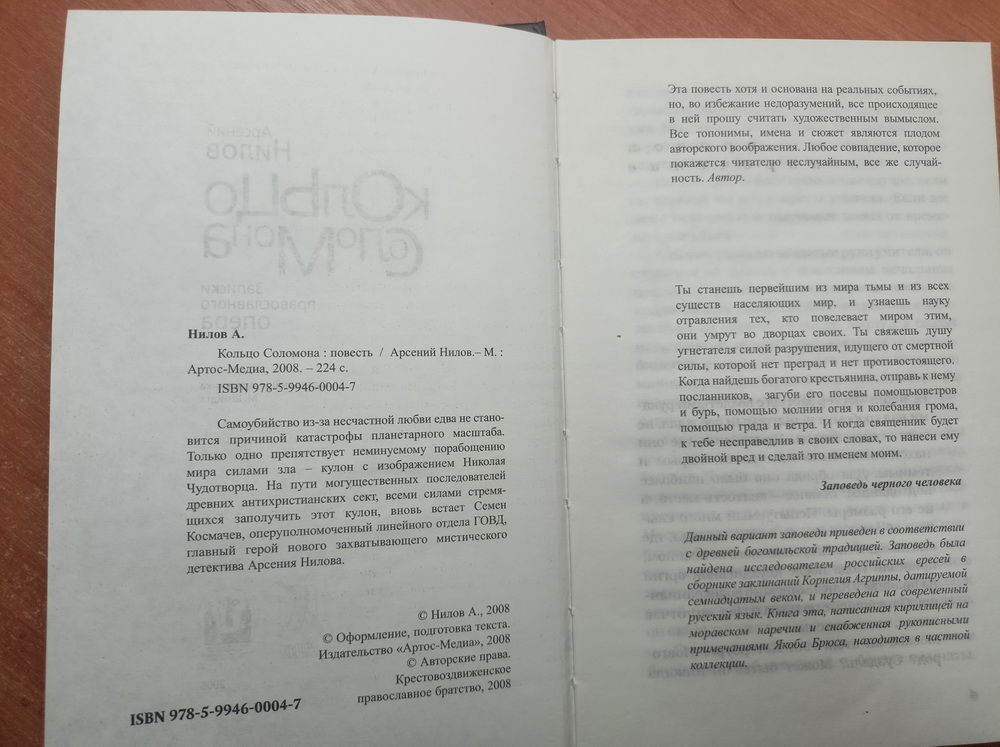 Нилов А.
Кольцо Соломона : повесть / Арсений Нилов.– М. :
Артос-Медиа, 2008. – 224 с.
ISBN 978-5-9946-0004-7
Самоубийство из-за несчастной любви едва не стано-
вится причиной катастрофы планетарного масштаба.
Только одно препятствует неминуемому порабощению
мира силами зла – кулон с изображением Николая
Чудотворца. На пути могущественных последователей
древних антихристианских сект, всеми силами стремя-
щихся заполучить этот кулон, вновь встает Семен
Космачев, оперуполномоченный линейного отдела ГОВД,
главный герой нового захватывающего мистического
детектива Арсения Нилова.
© Нилов А., 2008
© Оформление, подготовка текста.
Издательство «Артос-Медиа», 2008
© Авторские права.
Крестовоздвиженское
православное братство, 2008
ISBN 978-5-9946-0004-7
Эта повесть хотя и основана на реальных событиях,
но, во избежание недоразумений, все происходящее
в ней прошу считать художественным вымыслом.
Все топонимы, имена и сюжет являются плодом
авторского воображения. Любое совпадение, которое
покажется читателю неслучайным, все же случай-
ность. Автор.
Ты станешь первейшим из мира тьмы и из всех
существ населяющих мир, и узнаешь науку
отравления тех, кто повелевает миром этим,
они умрут во дворцах своих. Ты свяжешь душу
угнетателя силой разрушения, идущего от смертной
силы, которой нет преград и нет противостоящего.
Когда найдешь богатого крестьянина, отправь к нему
посланников, загуби его посевы помощьюветров
и бурь, помощью молнии огня и колебания грома,
помощью града и ветра. И когда священник будет
к тебе несправедлив в своих словах, то нанеси ему
двойной вред и сделай это именем моим.
Заповедь черного человека
Данный вариант заповеди приведен в соответствии
с древней богомильской традицией. Заповедь была
найдена исследователем российских ересей в
сборнике заклинаний Корнелия Агриппы, датируемой
семнадцатым веком, и переведена на современный
русский язык. Книга эта, написанная кириллицей на
моравском наречии и снабженная рукописными
примечаниями Якоба Брюса, находится в частной
коллекции.